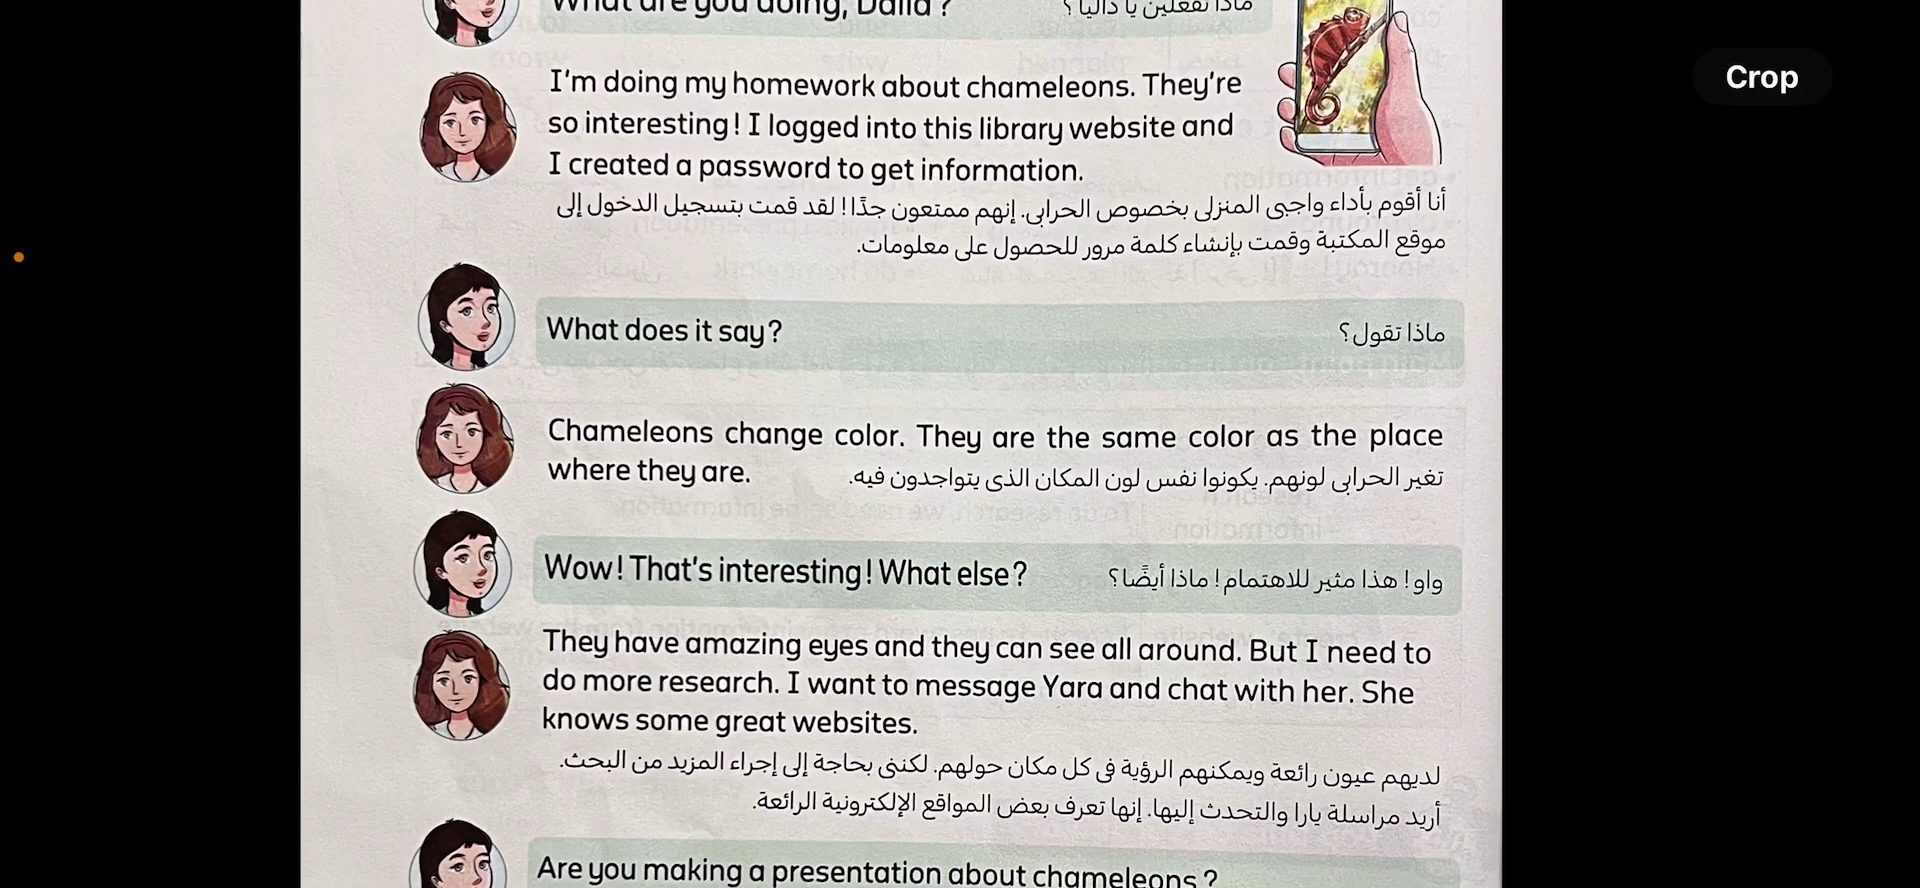 What are you doing, Dalia?
ماذا تفعلين يا داليا؟
I'm doing my homework about chameleons. They're
so interesting! I logged into this library website and
I created a password to get information.
أنا أقوم بأداء واجبى المنزلى بخصوص الحرابى. إنهم ممتعون جدًا! لقد قمت بتسجيل الدخول إلى
موقع المكتبة وقمت بإنشاء كلمة مرور للحصول على معلومات.
What does it say?
ماذا تقول؟
Chameleons change color. They are the same color as the place
where they are.
تغير الحرابى لونهم. يكونوا نفس لون المكان الذى يتواجدون فيه.
Wow! That's interesting! What else?
واو! هذا مثير للاهتمام! ماذا أيضًا؟
They have amazing eyes and they can see all around. But I need to
do more research. I want to message Yara and chat with her. She
knows some great websites.
لديهم عيون رائعة ويمكنهم الرؤية فى كل مكان حولهم. لكننى بحاجة إلى إجراء المزيد من البحث.
أريد مراسلة يارا والتحدث إليها. إنها تعرف بعض المواقع الإلكترونية الرائعة.
Are you making a presentation about chameleons?
Crop